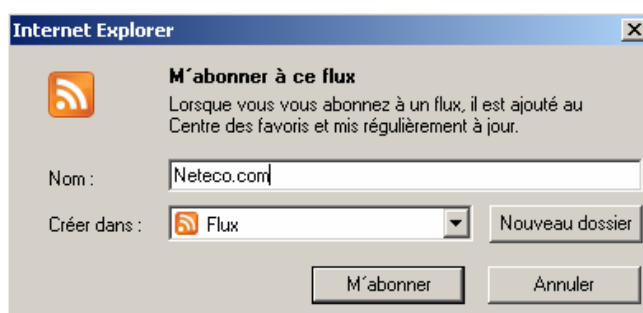 Internet Explorer
M´abonner à ce flux
Lorsque vous vous abonnez à un flux, il est ajouté au
Centre des favoris et mis régulièrement à jour.
Nom : Neteco.com
Créer dans : Flux Nouveau dossier
M´abonner Annuler